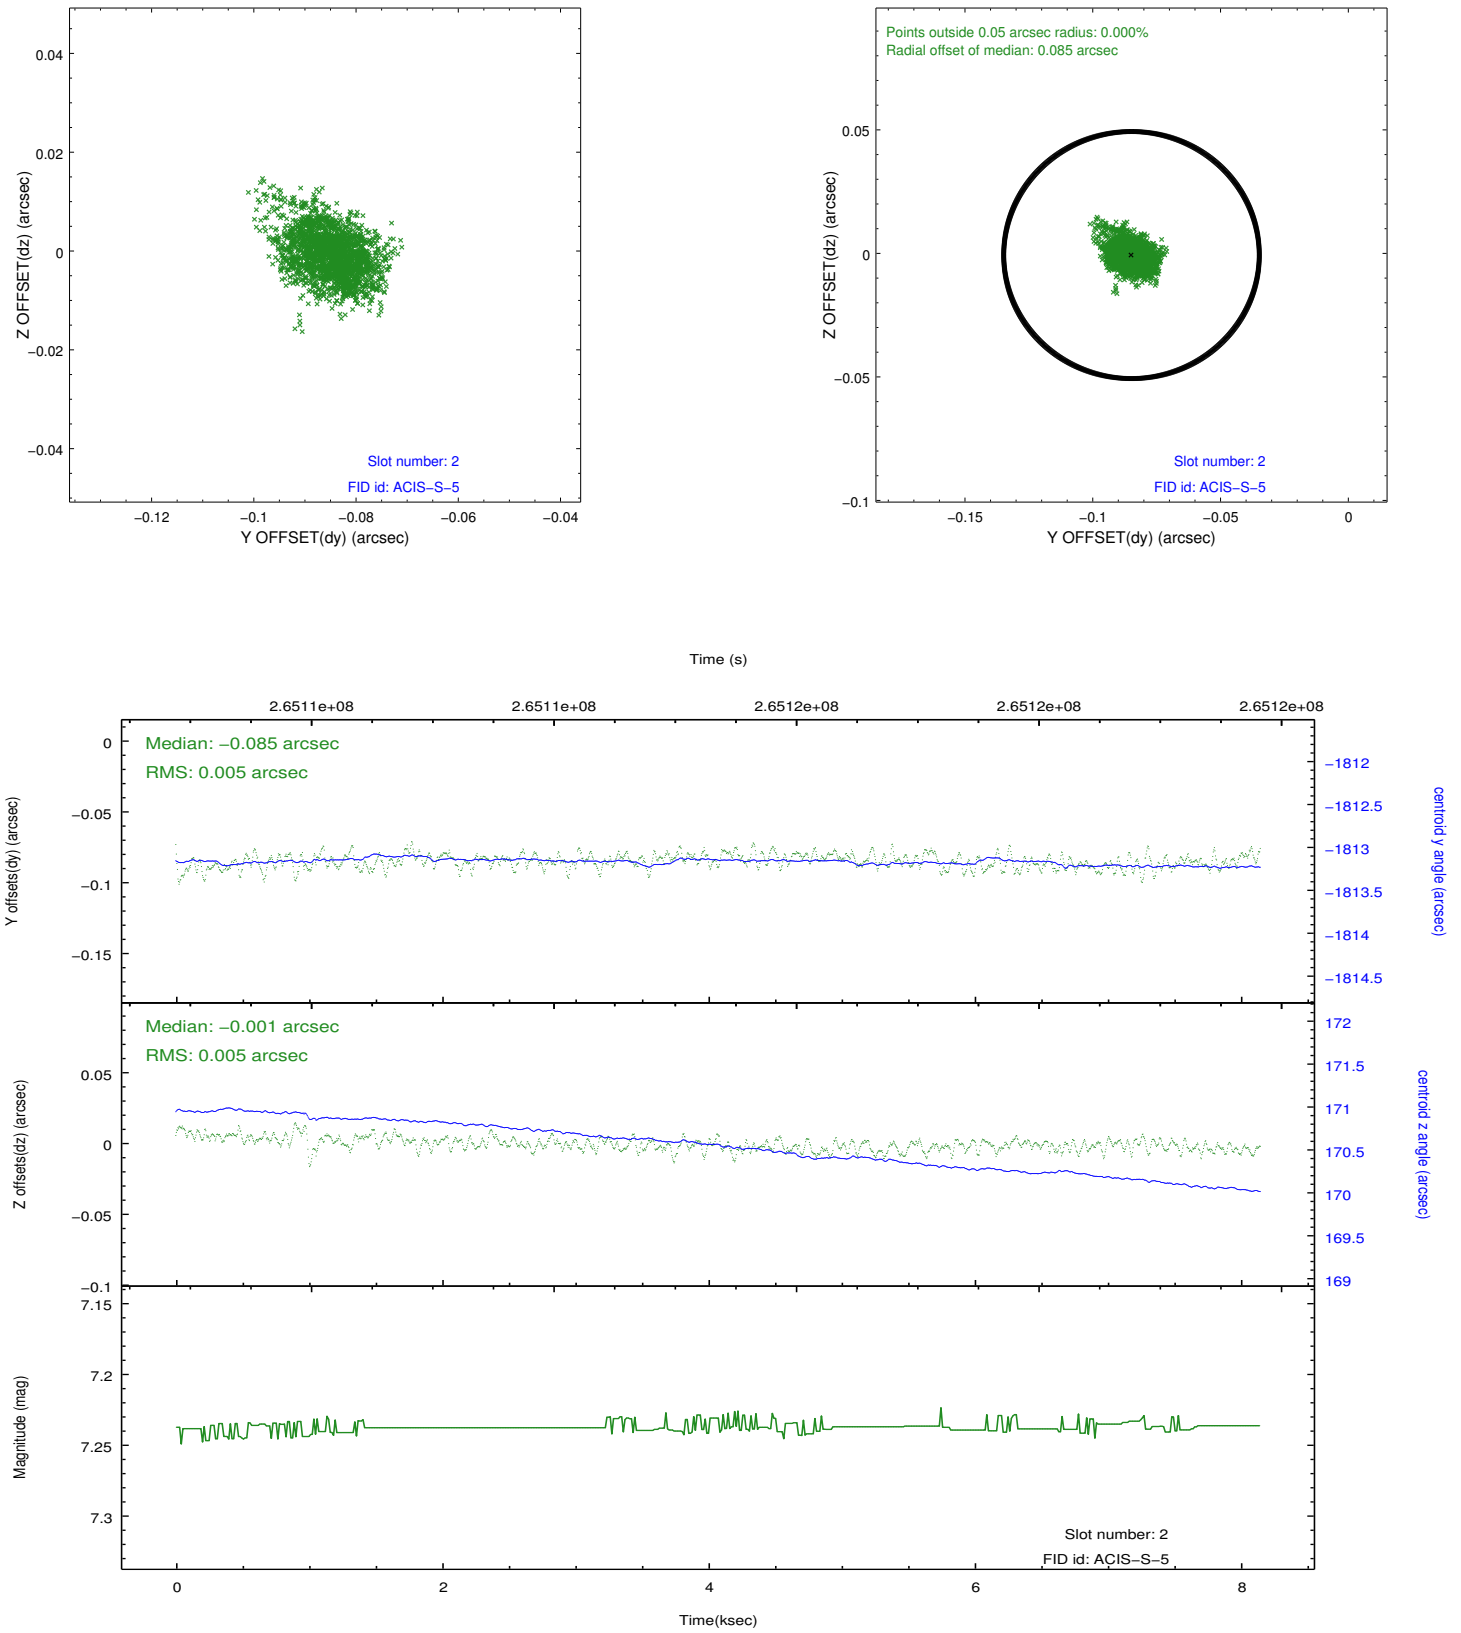 0.04
0.02
0
−0.02
−0.04
Z OFFSET(dz) (arcsec)
Slot number: 2
FID id: ACIS−S−5
−0.12
−0.1
−0.08
−0.06
−0.04
Y OFFSET(dy) (arcsec)
Points outside 0.05 arcsec radius: 0.000%
Radial offset of median: 0.085 arcsec
0.05
0
−0.05
−0.1
Z OFFSET(dz) (arcsec)
Slot number: 2
FID id: ACIS−S−5
−0.15
−0.1
−0.05
0
Y OFFSET(dy) (arcsec)
Time (s)
2.6511e+08
2.6511e+08
2.6512e+08
2.6512e+08
2.6512e+08
Median: −0.085 arcsec
RMS: 0.005 arcsec
0
−0.05
−0.1
−0.15
Y offsets(dy) (arcsec)
−1812
−1812.5
−1813
−1813.5
−1814
−1814.5
centroid y angle (arcsec)
Median: −0.001 arcsec
RMS: 0.005 arcsec
0.05
0
−0.05
−0.1
Z offsets(dz) (arcsec)
172
171.5
171
170.5
170
169.5
169
centroid z angle (arcsec)
7.15
7.2
7.25
7.3
Magnitude (mag)
Slot number: 2
FID id: ACIS−S−5
0
2
4
6
8
Time(ksec)